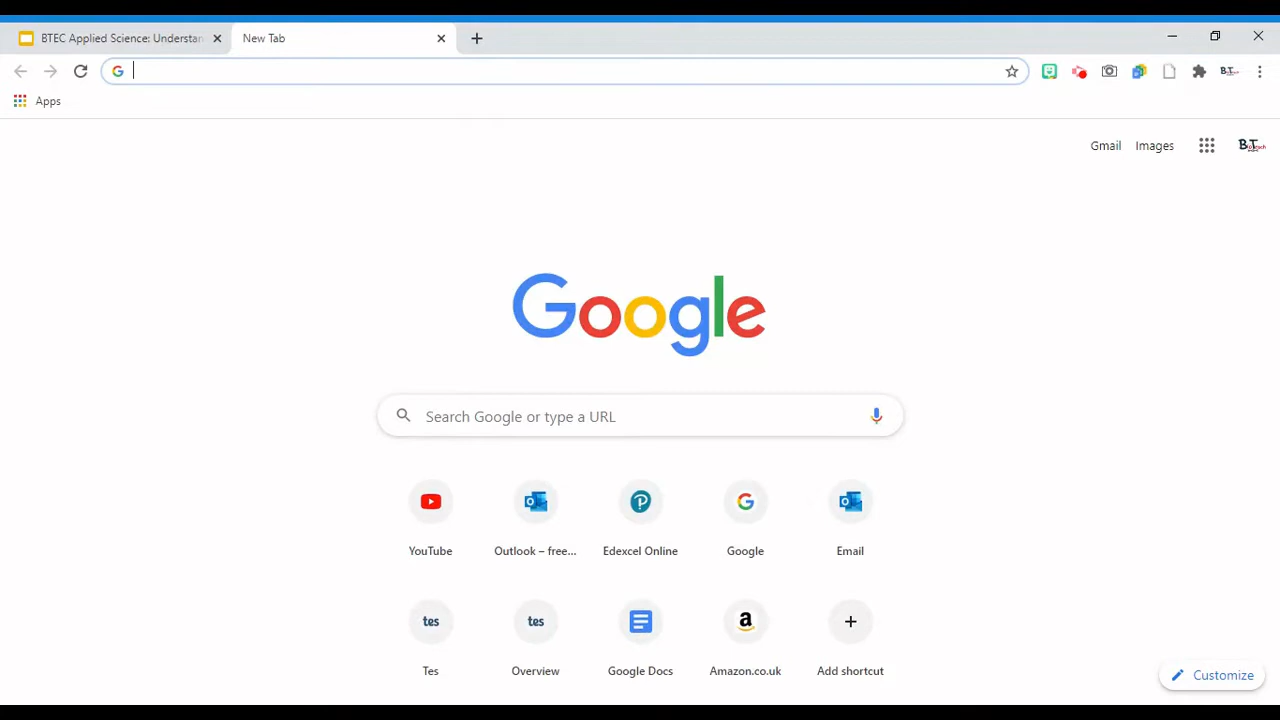 BTEC Applied Science: Understan
New Tab
Apps
Gmail Images
Google
Search Google or type a URL
YouTube Outlook – free... Edexcel Online Google Email
tes tes a
Tes Overview Google Docs Amazon.co.uk Add shortcut
Customize